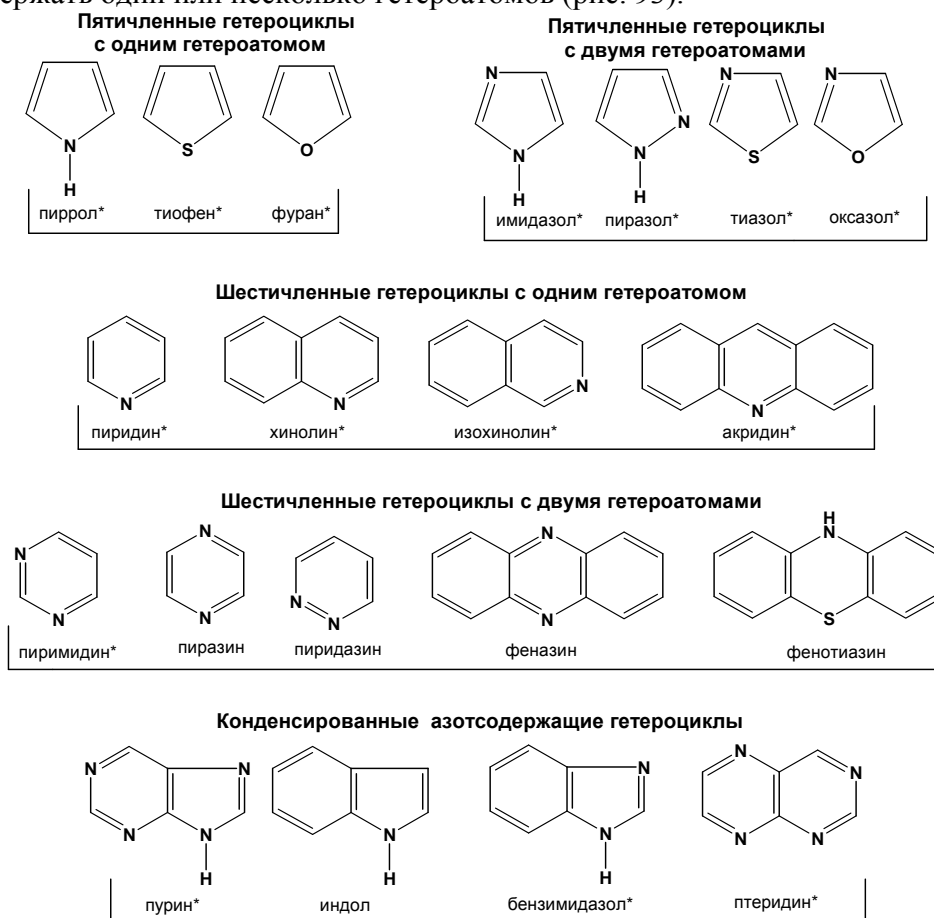 держать один или несколько гетероатомов (рис. 93).
Пятичленные гетероциклы
с одним гетероатомом
Пятичленные гетероциклы
с двумя гетероатомами
N
H
S
O
N
N
H
N
N
H
N
S
N
O
пиррол* тиофен* фуран*
имидазол* пиразол* тиазол* оксазол*
Шестичленные гетероциклы с одним гетероатомом
N
N
N
N
пиридин* хинолин* изохинолин* акридин*
Шестичленные гетероциклы с двумя гетероатомами
N
N
N
N
N
N
N
N
H
N
S
пиримидин* пиразин пиридазин феназин фенотиазин
Конденсированные азотсодержащие гетероциклы
N
N
N
N
H
N
H
N
N
H
N
N
N
N
пурин* индол бензимидазол* птеридин*